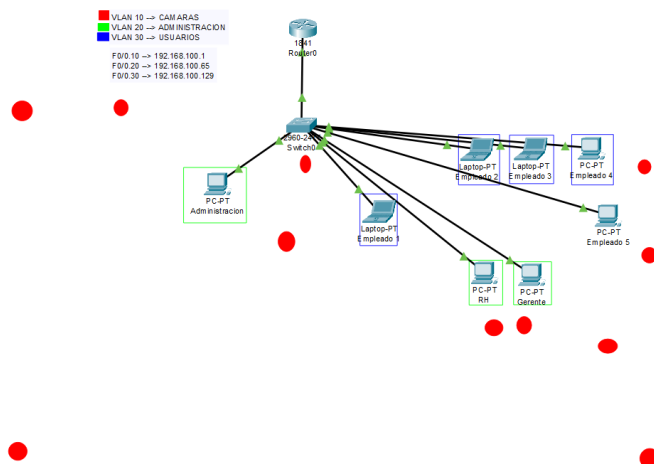 VLAN 10 --> CAMARAS
VLAN 20 --> ADMINISTRACION
VLAN 30 --> USUARIOS
F0/0.10 --> 192.168.100.1
F0/0.20 --> 192.168.100.65
F0/0.30 --> 192.168.100.129
1841
Router0
2960-24
Switch0
PC-PT
Administracion
Laptop-PT
Empleado 1
Laptop-PT
Empleado 2
Laptop-PT
Empleado 3
PC-PT
Empleado 4
PC-PT
Empleado 5
PC-PT
RH
PC-PT
Gerente